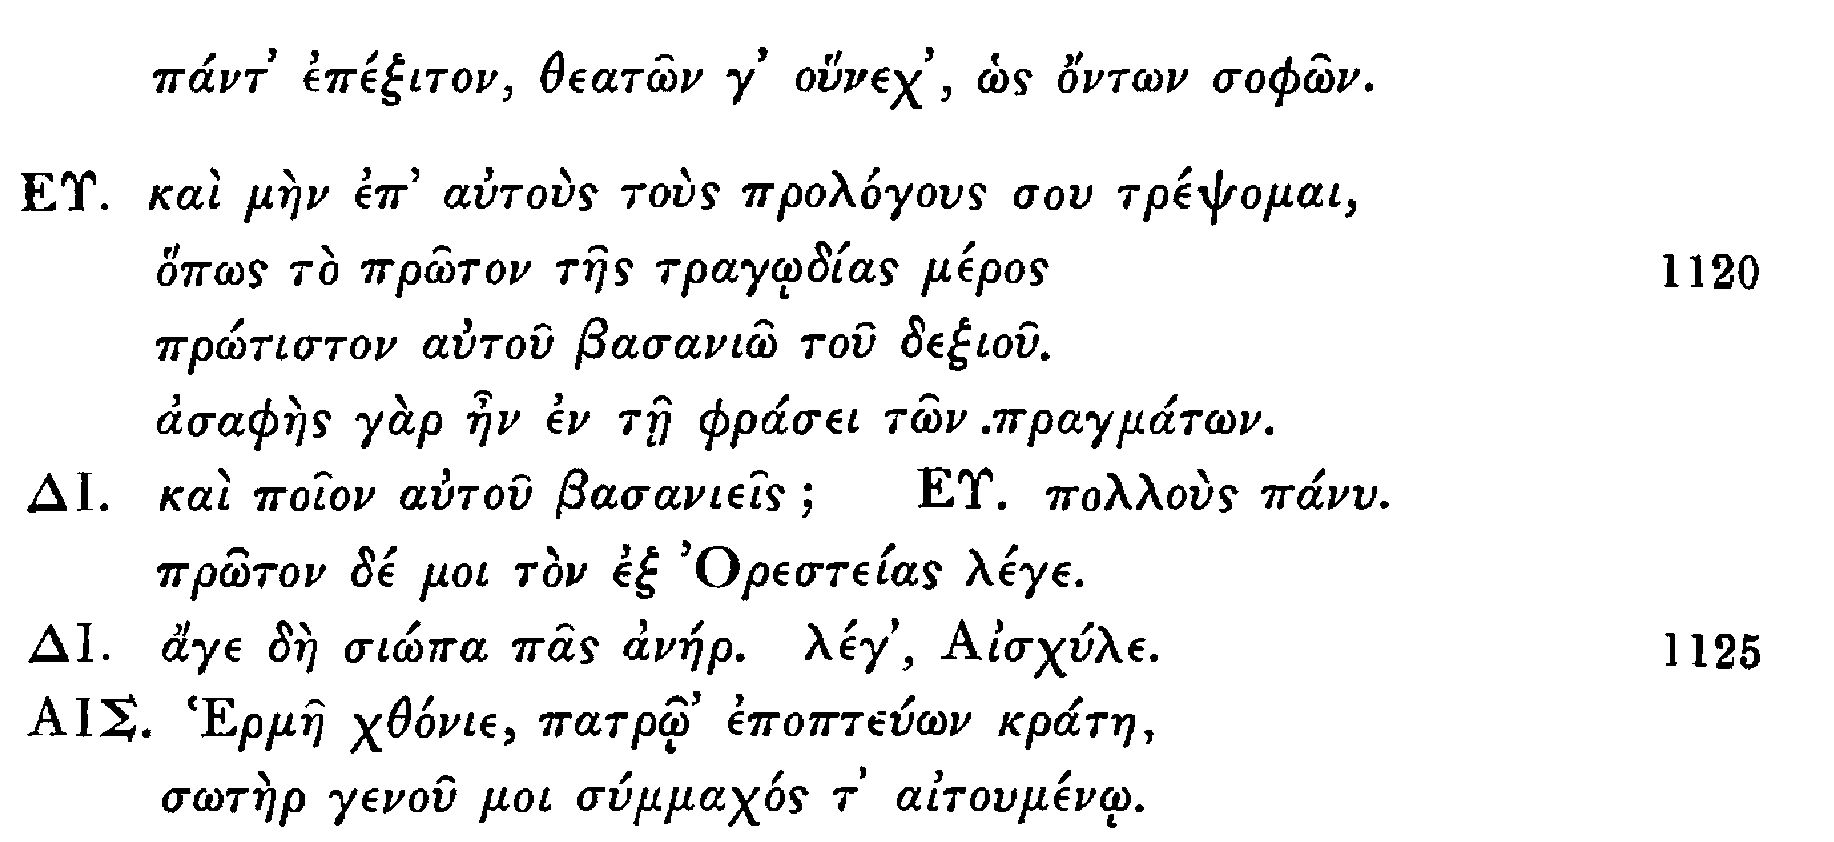 πάντ’ ἐπέξιτον, θεατῶν γ’ οὕνεχ’, ὡς ὄντων σοφῶν.
ΕΥ. καὶ μὴν ἐπ’ αὐτοὺς τοὺς προλόγους σου τρέψομαι,
ὅπως τὸ πρῶτον τῆς τραγῳδίας μέρος 1120
πρώτιστον αὐτοῦ βασανιῶ τοῦ δεξιοῦ.
ἀσαφὴς γὰρ ἦν ἐν τῇ φράσει τῶν .πραγμάτων.
ΔΙ. καὶ ποῖον αὐτοῦ βασανιεῖς ; ΕΥ. πολλοὺς πάνυ.
πρῶτον δέ μοι τὸν ἐξ Ὀρεστείας λέγε.
ΔΙ. ἄγε δὴ σιώπα πᾶς ἀνήρ. λέγ’, Αἰσχύλε. 1125
ΑΙΣ. Ἑρμῆ χθόνιε, πατρῷ’ ἐποπτεύων κράτη,
σωτὴρ γενοῦ μοι σύμμαχός τ’ αἰτουμένῳ.